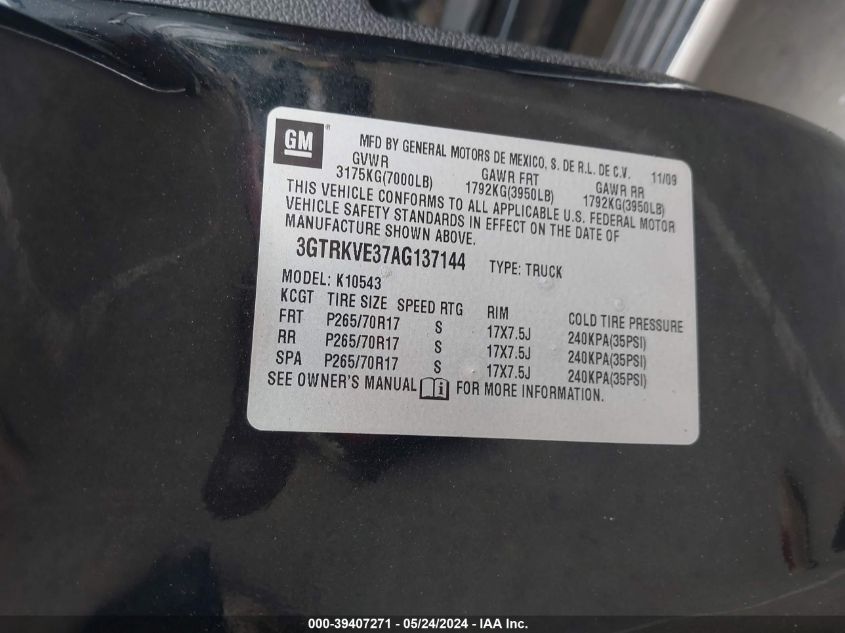 GM ®
MFD BY GENERAL MOTORS DE MEXICO, S. DE R.L. DE C.V. 11/09
GVWR GAWR FRT GAWR RR
3175KG(7000LB) 1792KG(3950LB) 1792KG(3950LB)
THIS VEHICLE CONFORMS TO ALL APPLICABLE U.S. FEDERAL MOTOR
VEHICLE SAFETY STANDARDS IN EFFECT ON THE DATE OF
MANUFACTURE SHOWN ABOVE.
3GTRKVE37AG137144 TYPE: TRUCK
MODEL: K10543
KCGT TIRE SIZE SPEED RTG RIM COLD TIRE PRESSURE
FRT P265/70R17 S 17X7.5J 240KPA(35PSI)
RR P265/70R17 S 17X7.5J 240KPA(35PSI)
SPA P265/70R17 S 17X7.5J 240KPA(35PSI)
SEE OWNER'S MANUAL i FOR MORE INFORMATION.
000-39407271 - 05/24/2024 - IAA Inc.